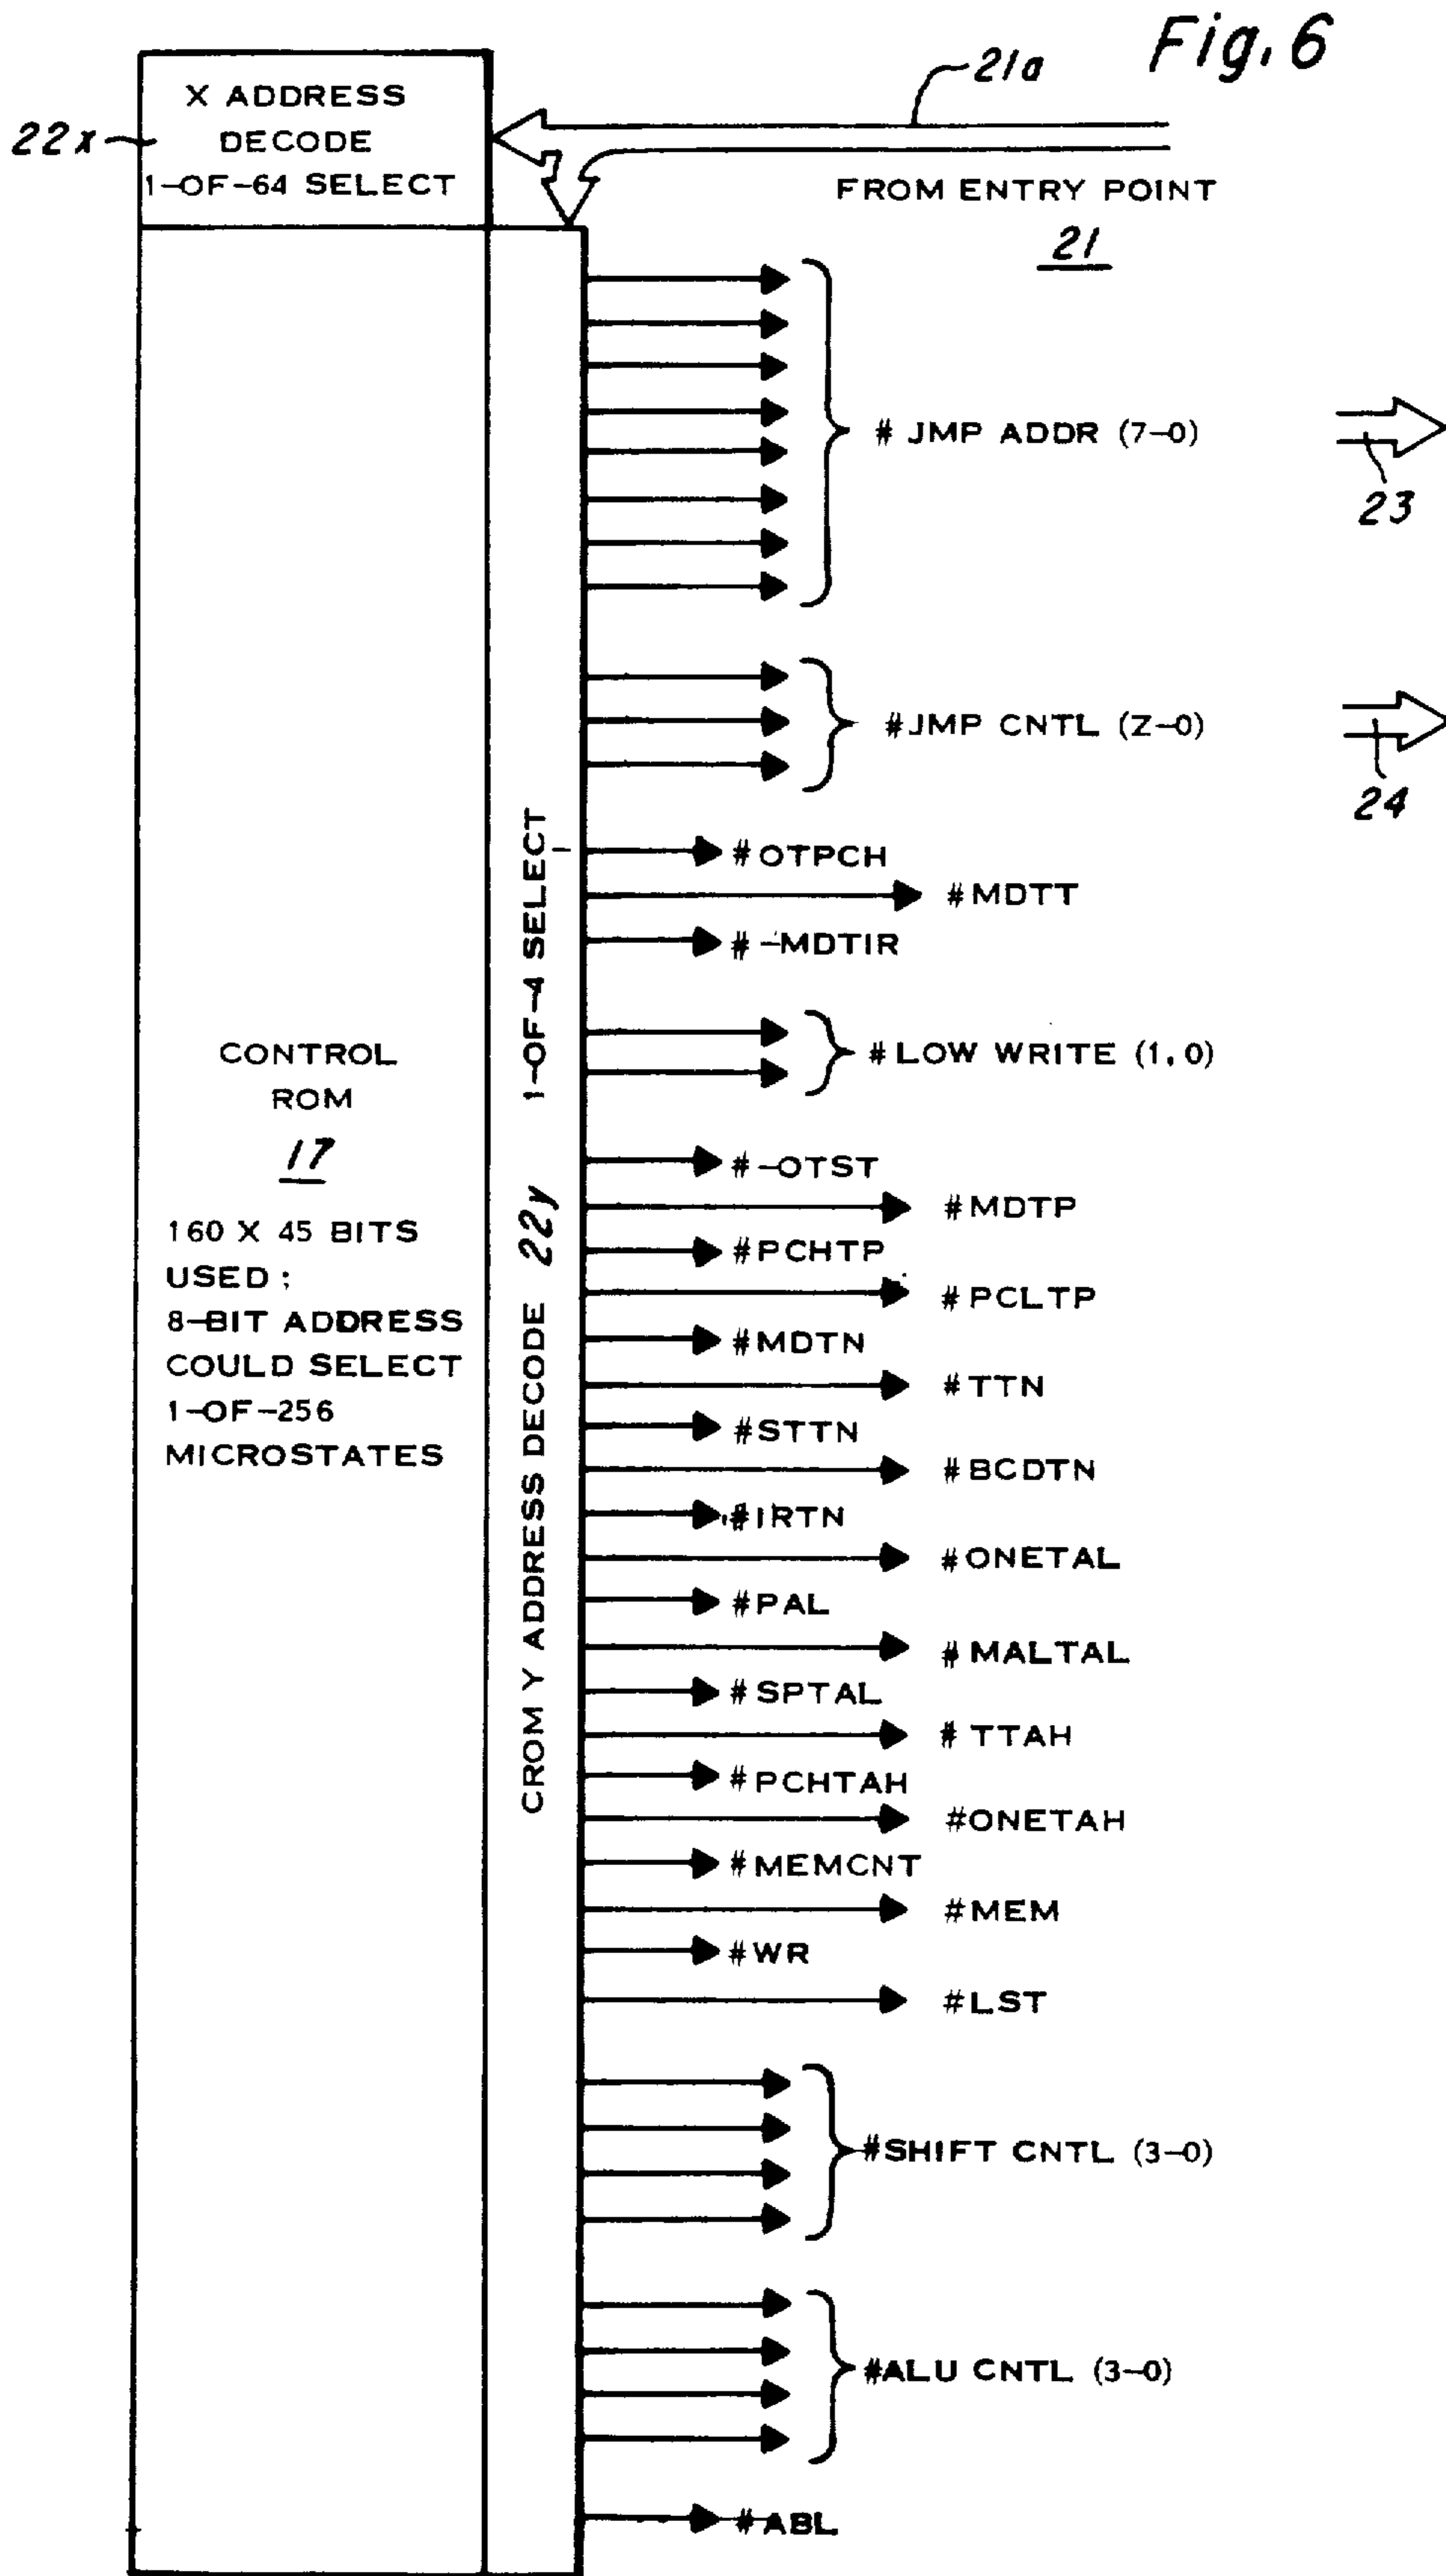 Fig. 6
21a
X ADDRESS
DECODE
1-OF-64 SELECT
22x
FROM ENTRY POINT
21
# JMP ADDR (7-0)
23
#JMP CNTL (Z-0)
24
CROM Y ADDRESS DECODE 22y 1-OF-4 SELECT
#OTPCH
#MDTT
#-MDTIR
#LOW WRITE (1, 0)
CONTROL
ROM
17
160 X 45 BITS
USED ;
8-BIT ADDRESS
COULD SELECT
1-OF-256
MICROSTATES
#-OTST
#MDTP
#PCHTP
#PCLTP
#MDTN
#TTN
#STTN
#BCDTN
#IRTN
#ONETAL
#PAL
# MALTAL
#SPTAL
# TTAH
#PCHTAH
#ONETAH
#MEMCNT
#MEM
#WR
#LST
#SHIFT CNTL (3-0)
#ALU CNTL (3-0)
#ABL